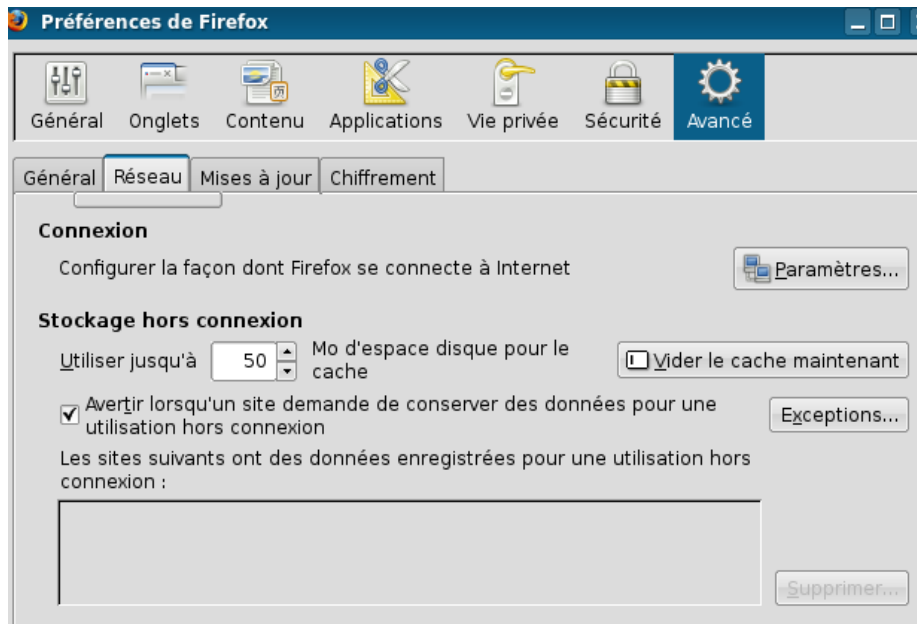 Préférences de Firefox
Général Onglets Contenu Applications Vie privée Sécurité Avancé
Général Réseau Mises à jour Chiffrement
Connexion
Configurer la façon dont Firefox se connecte à Internet Paramètres...
Stockage hors connexion
Utiliser jusqu'à 50 Mo d'espace disque pour le
cache
Vider le cache maintenant
Avertir lorsqu'un site demande de conserver des données pour une
utilisation hors connexion
Exceptions...
Les sites suivants ont des données enregistrées pour une utilisation hors
connexion :
Supprimer...